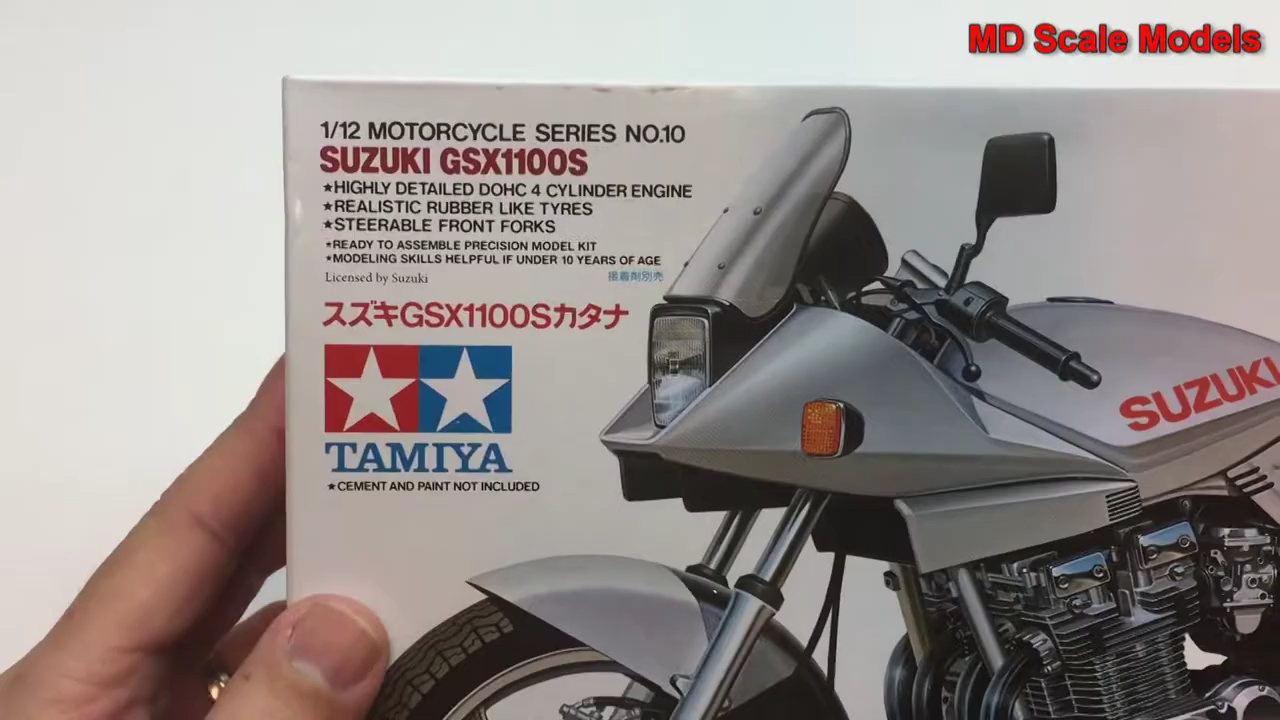 MD Scale Models
1/12 MOTORCYCLE SERIES NO.10
SUZUKI GSX1100S
★HIGHLY DETAILED DOHC 4 CYLINDER ENGINE
★REALISTIC RUBBER LIKE TYRES
★STEERABLE FRONT FORKS
★READY TO ASSEMBLE PRECISION MODEL KIT
★MODELING SKILLS HELPFUL IF UNDER 10 YEARS OF AGE
Licensed by Suzuki
接着剤別売
スズキGSX1100Sカタナ
TAMIYA
★CEMENT AND PAINT NOT INCLUDED
SUZUKI